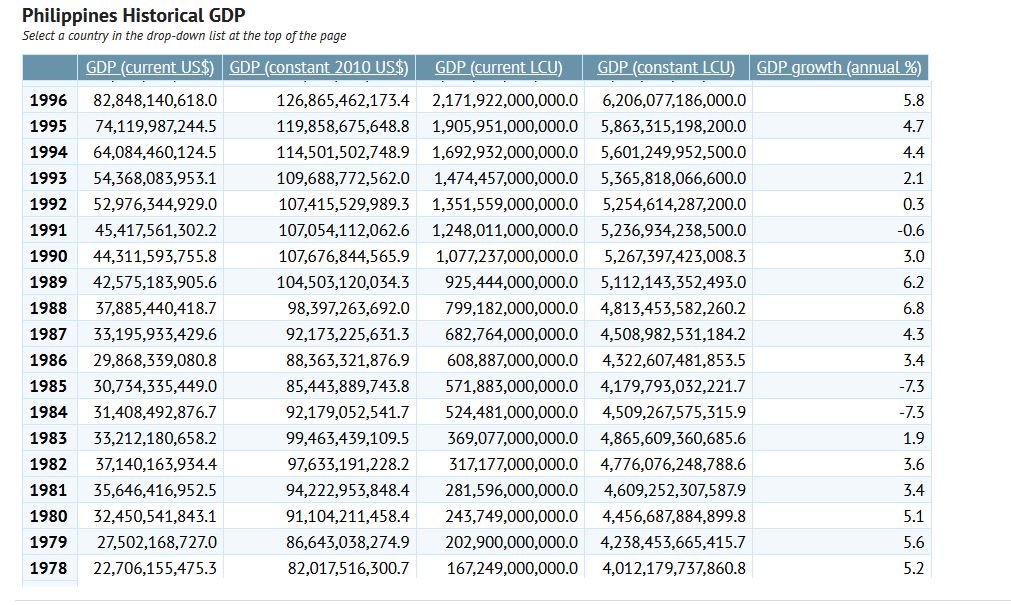 Philippines Historical GDP
Select a country in the drop-down list at the top of the page
GDP (current US$) GDP (constant 2010 US$) GDP (current LCU) GDP (constant LCU) GDP growth (annual %)
1996 82,848,140,618.0 126,865,462,173.4 2,171,922,000,000.0 6,206,077,186,000.0 5.8
1995 74,119,987,244.5 119,858,675,648.8 1,905,951,000,000.0 5,863,315,198,200.0 4.7
1994 64,084,460,124.5 114,501,502,748.9 1,692,932,000,000.0 5,601,249,952,500.0 4.4
1993 54,368,083,953.1 109,688,772,562.0 1,474,457,000,000.0 5,365,818,066,600.0 2.1
1992 52,976,344,929.0 107,415,529,989.3 1,351,559,000,000.0 5,254,614,287,200.0 0.3
1991 45,417,561,302.2 107,054,112,062.6 1,248,011,000,000.0 5,236,934,238,500.0 -0.6
1990 44,311,593,755.8 107,676,844,565.9 1,077,237,000,000.0 5,267,397,423,008.3 3.0
1989 42,575,183,905.6 104,503,120,034.3 925,444,000,000.0 5,112,143,352,493.0 6.2
1988 37,885,440,418.7 98,397,263,692.0 799,182,000,000.0 4,813,453,582,260.2 6.8
1987 33,195,933,429.6 92,173,225,631.3 682,764,000,000.0 4,508,982,531,184.2 4.3
1986 29,868,339,080.8 88,363,321,876.9 608,887,000,000.0 4,322,607,481,853.5 3.4
1985 30,734,335,449.0 85,443,889,743.8 571,883,000,000.0 4,179,793,032,221.7 -7.3
1984 31,408,492,876.7 92,179,052,541.7 524,481,000,000.0 4,509,267,575,315.9 -7.3
1983 33,212,180,658.2 99,463,439,109.5 369,077,000,000.0 4,865,609,360,685.6 1.9
1982 37,140,163,934.4 97,633,191,228.2 317,177,000,000.0 4,776,076,248,788.6 3.6
1981 35,646,416,952.5 94,222,953,848.4 281,596,000,000.0 4,609,252,307,587.9 3.4
1980 32,450,541,843.1 91,104,211,458.4 243,749,000,000.0 4,456,687,884,899.8 5.1
1979 27,502,168,727.0 86,643,038,274.9 202,900,000,000.0 4,238,453,665,415.7 5.6
1978 22,706,155,475.3 82,017,516,300.7 167,249,000,000.0 4,012,179,737,860.8 5.2